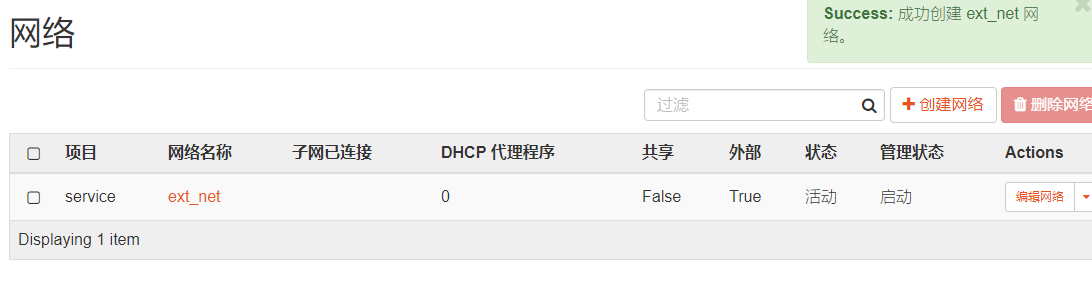 网络
Success: 成功创建 ext_net 网
络。
过滤
创建网络
删除网络
项目 网络名称 子网已连接 DHCP 代理程序 共享 外部 状态 管理状态 Actions
service ext_net 0 False True 活动 启动 编辑网络
Displaying 1 item